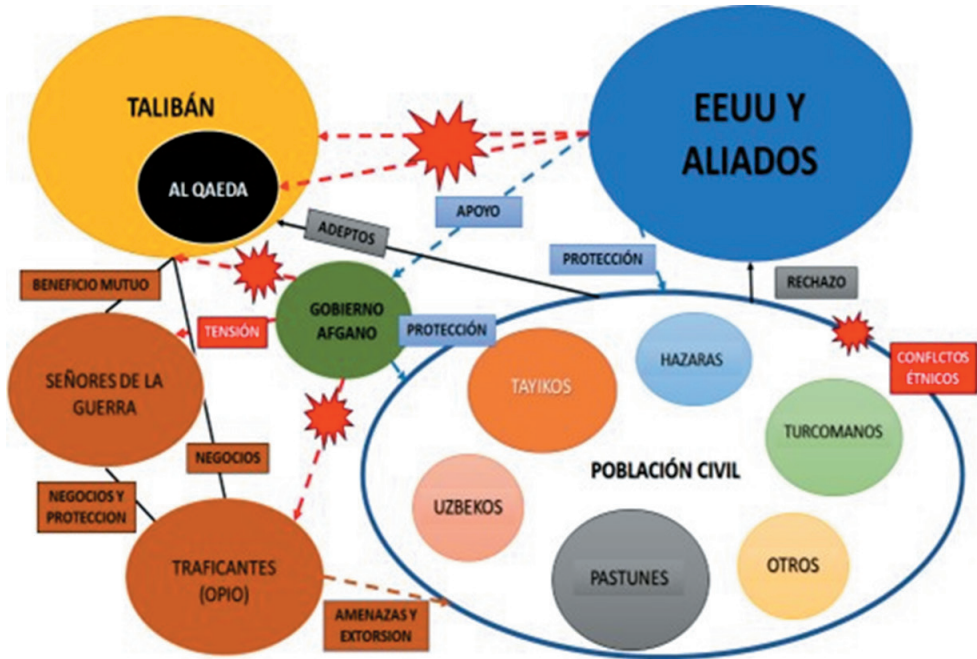 TALIBÁN
AL QAEDA
EEUU Y
ALIADOS
APOYO
ADEPTOS
PROTECCIÓN
RECHAZO
BENEFICIO MUTUO
GOBIERNO
AFGANO
TENSIÓN
PROTECCIÓN
CONFLCTOS
ÉTNICOS
SEÑORES DE LA
GUERRA
TAYIKOS
HAZARAS
TURCOMANOS
NEGOCIOS
POBLACIÓN CIVIL
NEGOCIOS Y
PROTECCION
UZBEKOS
PASTUNES
OTROS
TRAFICANTES
(OPIO)
AMENAZAS Y
EXTORSION